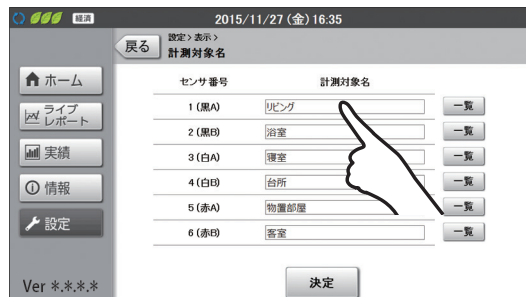 経済
2015/11/27(金)16:35
戻る
設定>表示>
計測対象名
ホーム
ライブ
レポート
実績
情報
設定
Ver *.*.*.*
センサ番号 計測対象名
1 (黒A) リビング 一覧
2 (黒B) 浴室 一覧
3 (白A) 寝室 一覧
4 (白B) 台所 一覧
5 (赤A) 物置部屋 一覧
6 (赤B) 客室 一覧
決定